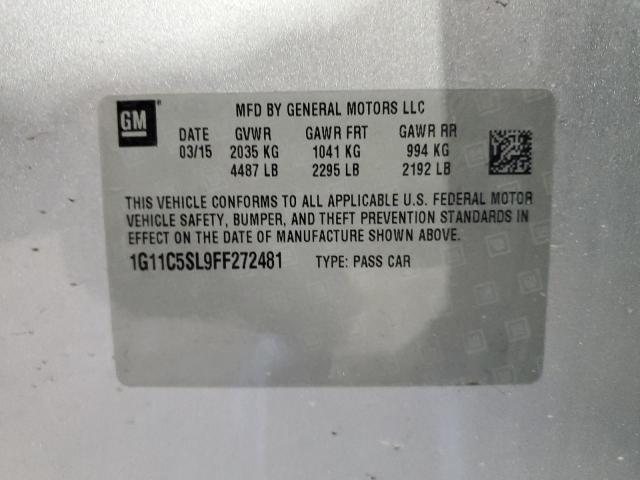 GM
MFD BY GENERAL MOTORS LLC
DATE GVWR GAWR FRT GAWR RR
03/15 2035 KG 1041 KG 994 KG
4487 LB 2295 LB 2192 LB
THIS VEHICLE CONFORMS TO ALL APPLICABLE U.S. FEDERAL MOTOR
VEHICLE SAFETY, BUMPER, AND THEFT PREVENTION STANDARDS IN
EFFECT ON THE DATE OF MANUFACTURE SHOWN ABOVE.
1G11C5SL9FF272481 TYPE: PASS CAR